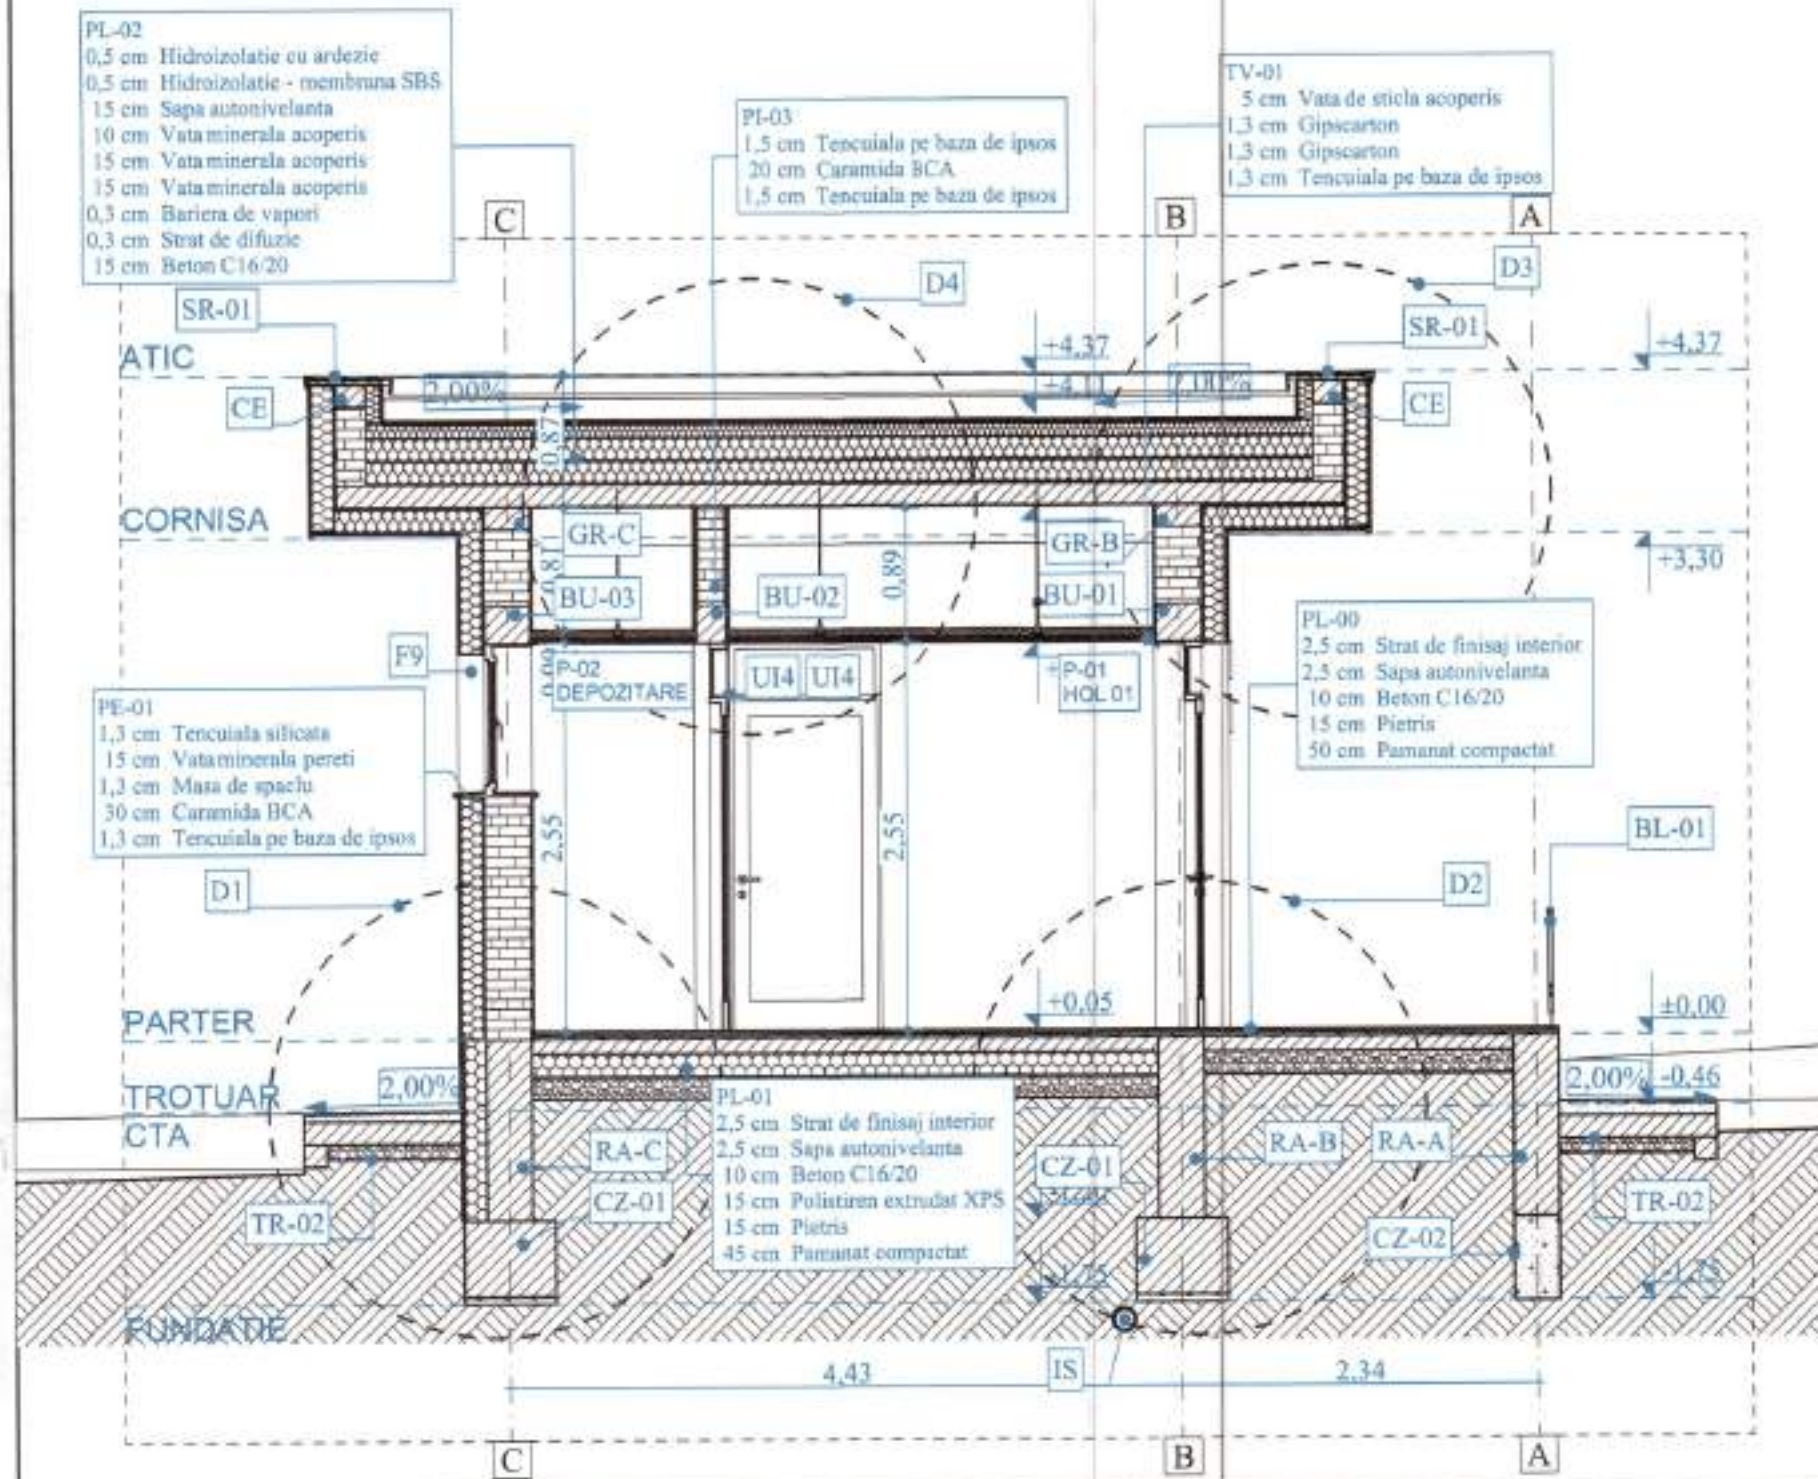 PL-02
0,5 cm Hidroizolatie cu ardezie
0,5 cm Hidroizolatie - membrana SBS
15 cm Sapa autonivelanta
10 cm Vata minerala acoperis
15 cm Vata minerala acoperis
15 cm Vata minerala acoperis
0,3 cm Bariera de vapori
0,3 cm Strat de difuzie
15 cm Beton C16/20
PI-03
1,5 cm Tencuiala pe baza de ipsos
20 cm Caramida BCA
1,5 cm Tencuiala pe baza de ipsos
TV-01
5 cm Vata de sticla acoperis
1,3 cm Gipscarton
1,3 cm Gipscarton
1,3 cm Tencuiala pe baza de ipsos
C
B
A
D4
D3
SR-01
SR-01
ATIC
+4,37
+4,37
2,00%
+4,11
2,00%
CE
CE
0,87
CORNISA
GR-C
GR-B
+3,30
0,81
0,89
BU-03
BU-02
BU-01
PL-00
2,5 cm Strat de finisaj interior
2,5 cm Sapa autonivelanta
10 cm Beton C16/20
15 cm Pietris
50 cm Pamanat compactat
F9
P-02
DEPOZITARE
UI4
UI4
P-01
HOL 01
PE-01
1,3 cm Tencuiala silicata
15 cm Vata minerala pereti
1,3 cm Masa de spaclu
30 cm Caramida BCA
1,3 cm Tencuiala pe baza de ipsos
2,55
2,55
BL-01
D1
D2
PARTER
+0,05
±0,00
TROTUAR
2,00%
2,00%
-0,46
CTA
PL-01
2,5 cm Strat de finisaj interior
2,5 cm Sapa autonivelanta
10 cm Beton C16/20
15 cm Polistiren extrudat XPS
15 cm Pietris
45 cm Pamanat compactat
RA-C
CZ-01
CZ-01
RA-B
RA-A
TR-02
TR-02
CZ-02
-1,75
FUNDATIE
4,43
IS
2,34
C
B
A